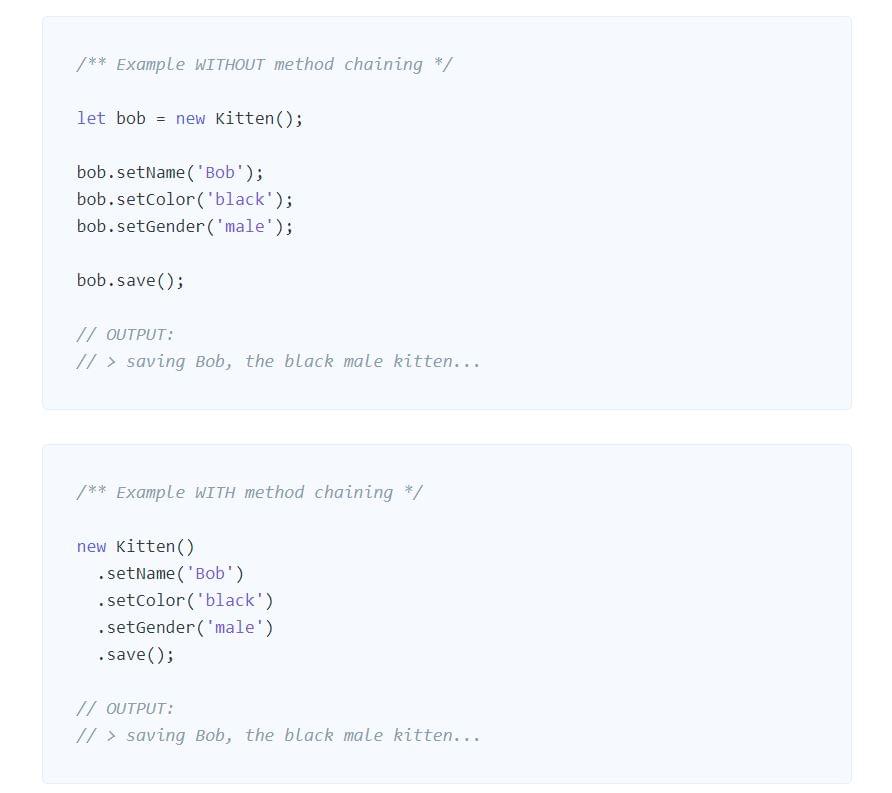 /** Example WITHOUT method chaining */
let bob = new Kitten();
bob.setName('Bob');
bob.setColor('black');
bob.setGender('male');
bob.save();
// OUTPUT:
// > saving Bob, the black male kitten...
/** Example WITH method chaining */
new Kitten()
.setName('Bob')
.setColor('black')
.setGender('male')
.save();
// OUTPUT:
// > saving Bob, the black male kitten...